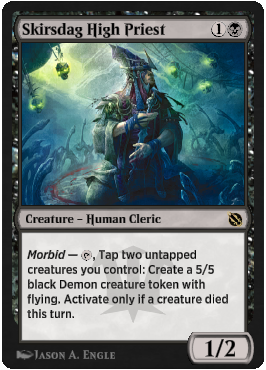 Skirsdag High Priest 1
Creature – Human Cleric
Morbid — , Tap two untapped
creatures you control: Create a 5/5
black Demon creature token with
flying. Activate only if a creature died
this turn.
Jason A. Engle
1/2